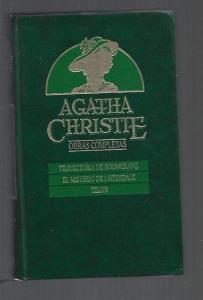 AGATHA
CHRISTIE
OBRAS COMPLETAS
TRAYECTORIA DE BOOMERANG
EL MISTERIO DE LISTERDALE
TELON